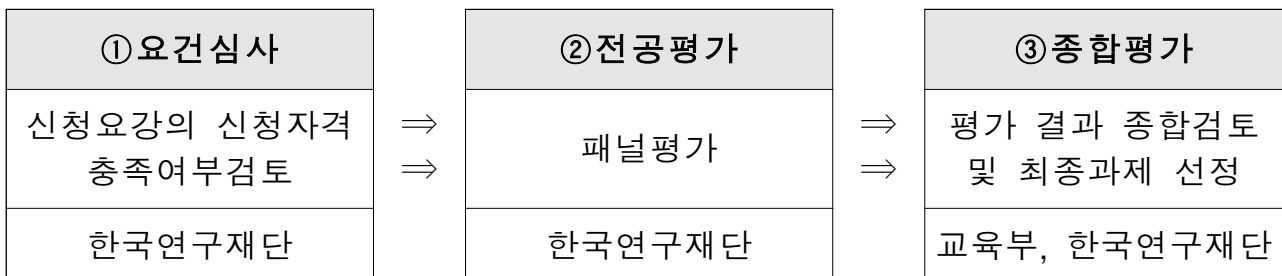 ①요건심사
신청요강의 신청자격
충족여부검토
한국연구재단
⇒
⇒
②전공평가
패널평가
한국연구재단
⇒
⇒
③종합평가
평가 결과 종합검토
및 최종과제 선정
교육부, 한국연구재단